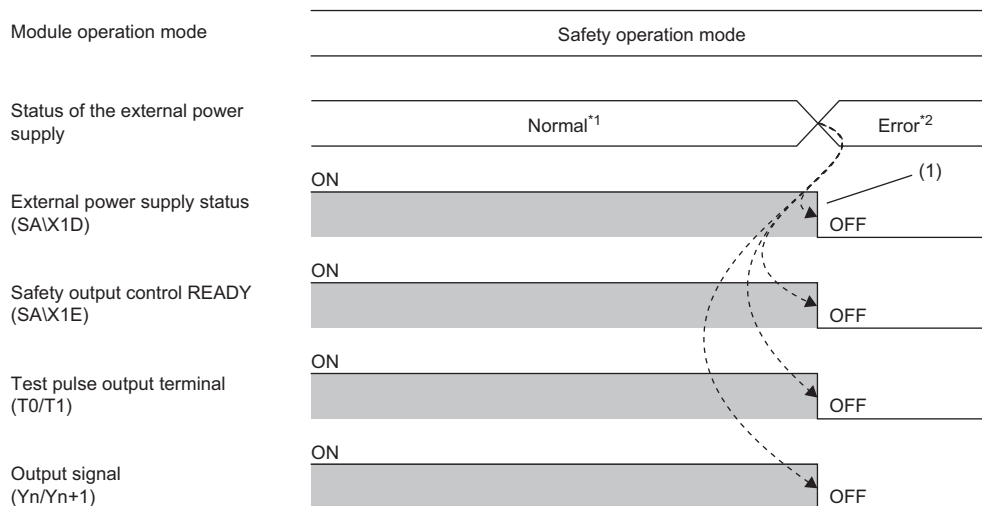 Module operation mode
Safety operation mode
Status of the external power
supply
Normal*1
Error*2
(1)
ON
External power supply status
(SA\X1D)
OFF
ON
Safety output control READY
(SA\X1E)
OFF
ON
Test pulse output terminal
(T0/T1)
OFF
ON
Output signal
(Yn/Yn+1)
OFF